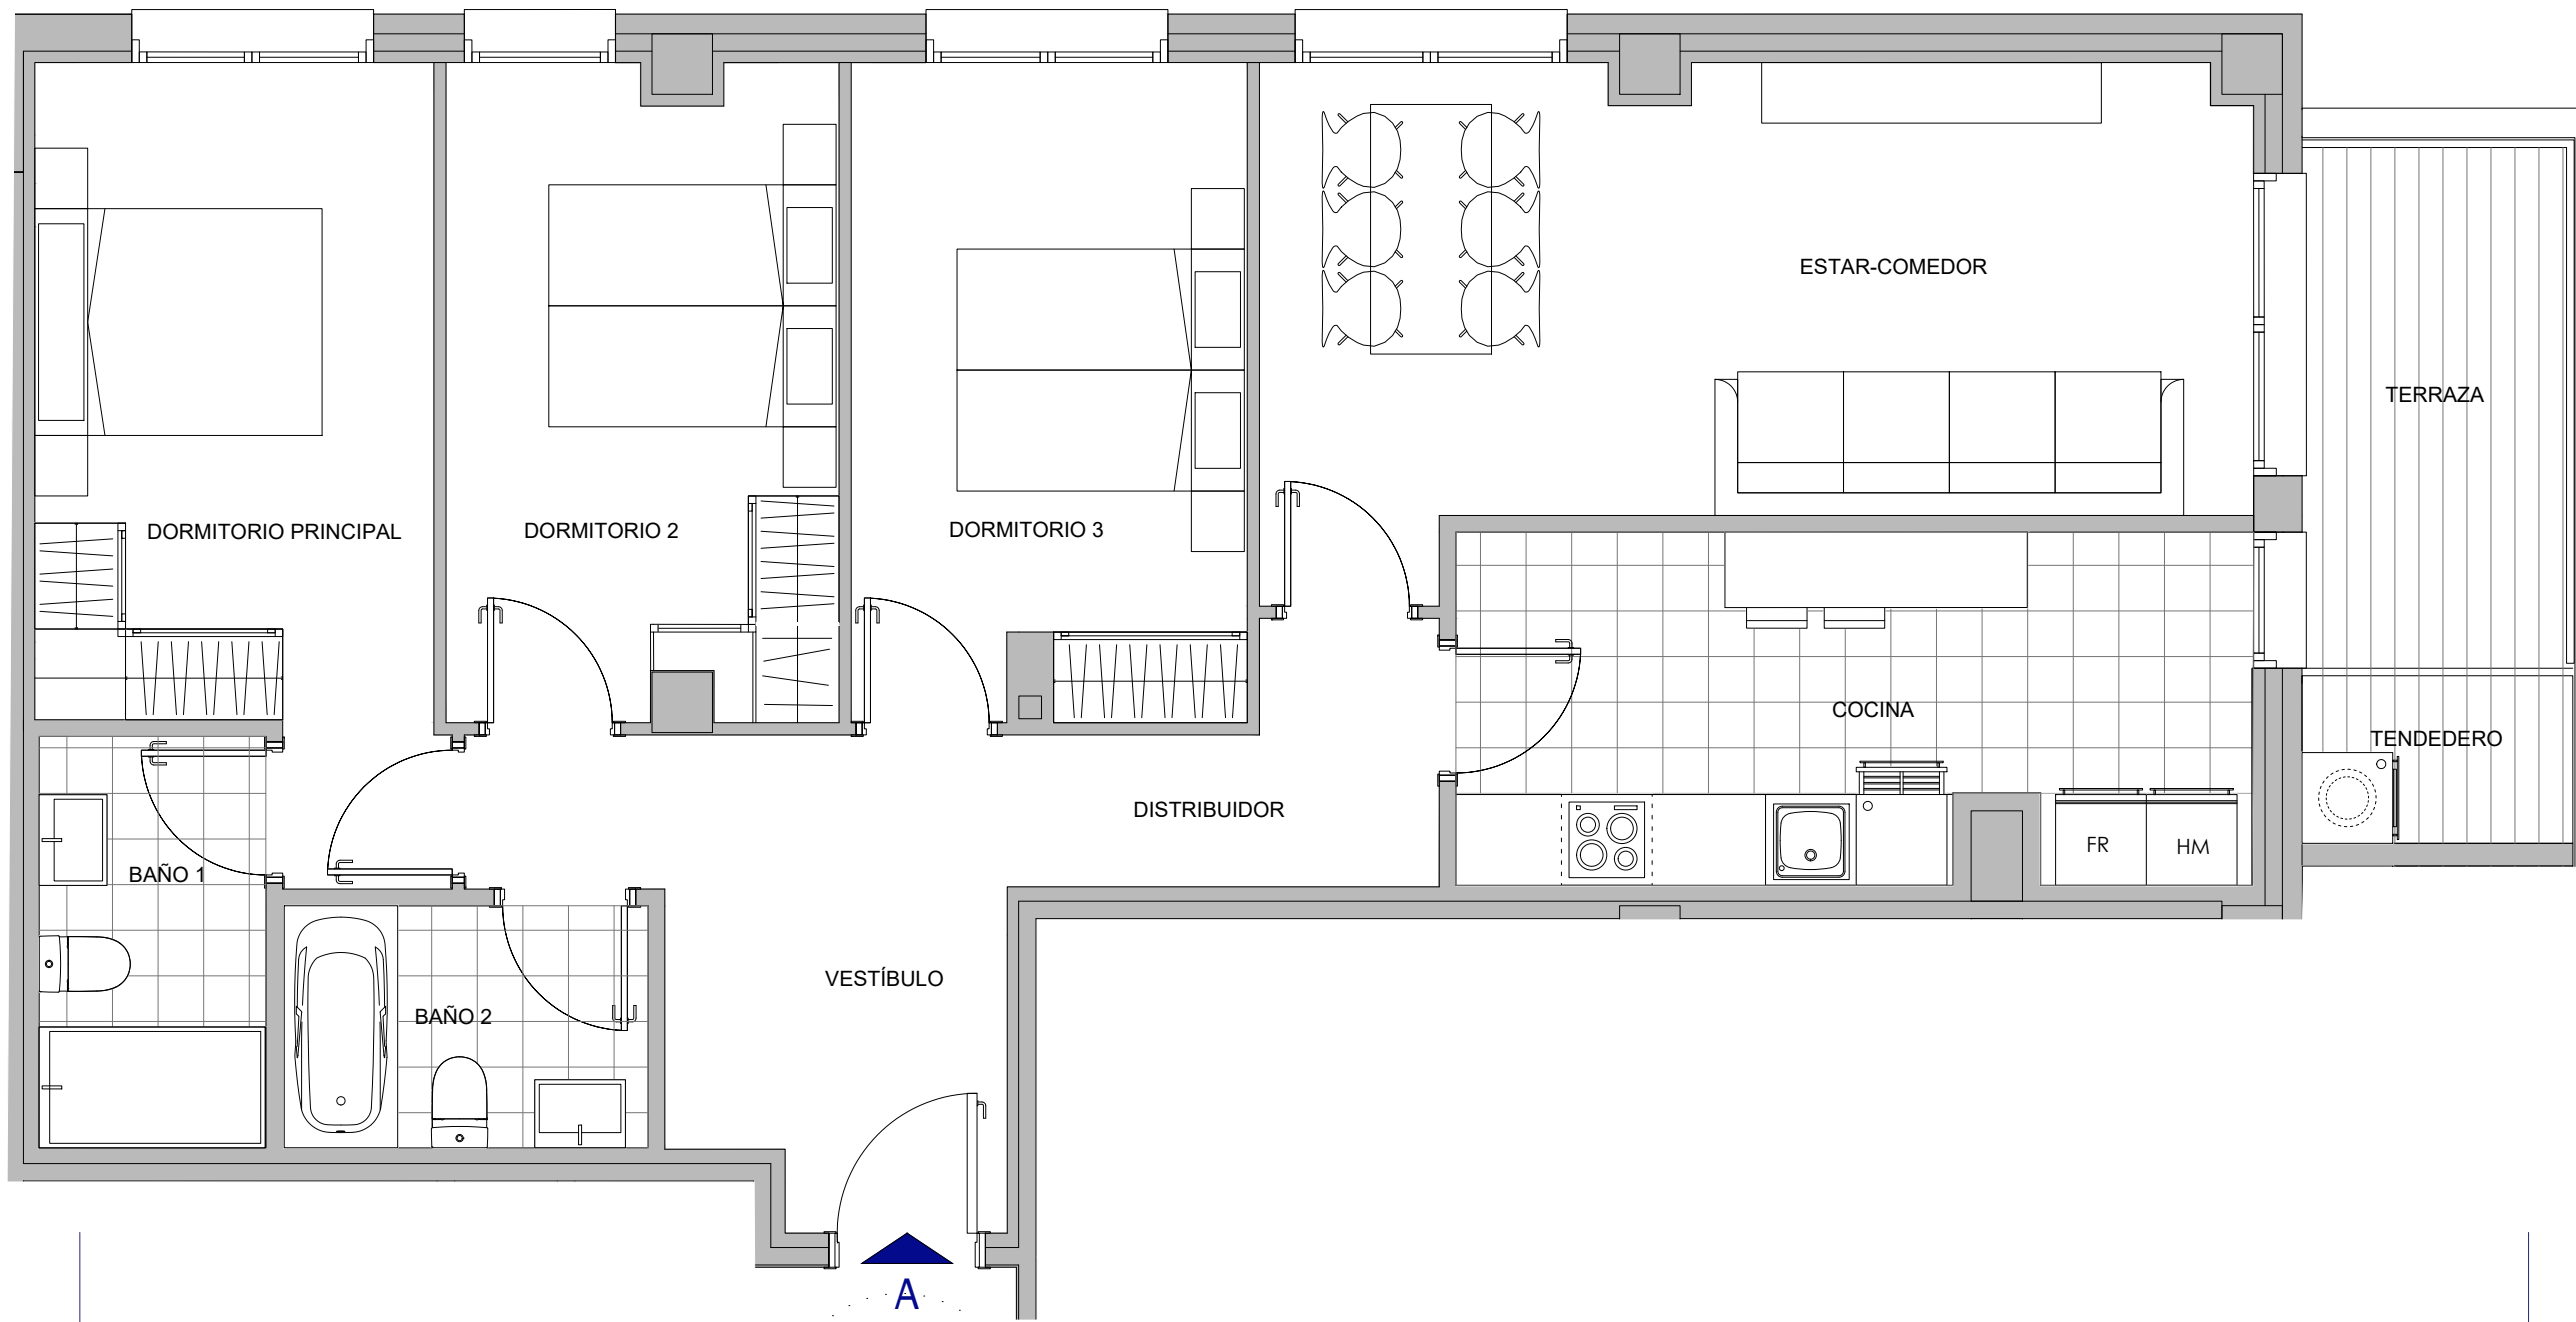 ESTAR-COMEDOR
TERRAZA
DORMITORIO PRINCIPAL
DORMITORIO 2
DORMITORIO 3
COCINA
TENDEDERO
DISTRIBUIDOR
FR
HM
BAÑO 1
VESTÍBULO
BAÑO 2
A